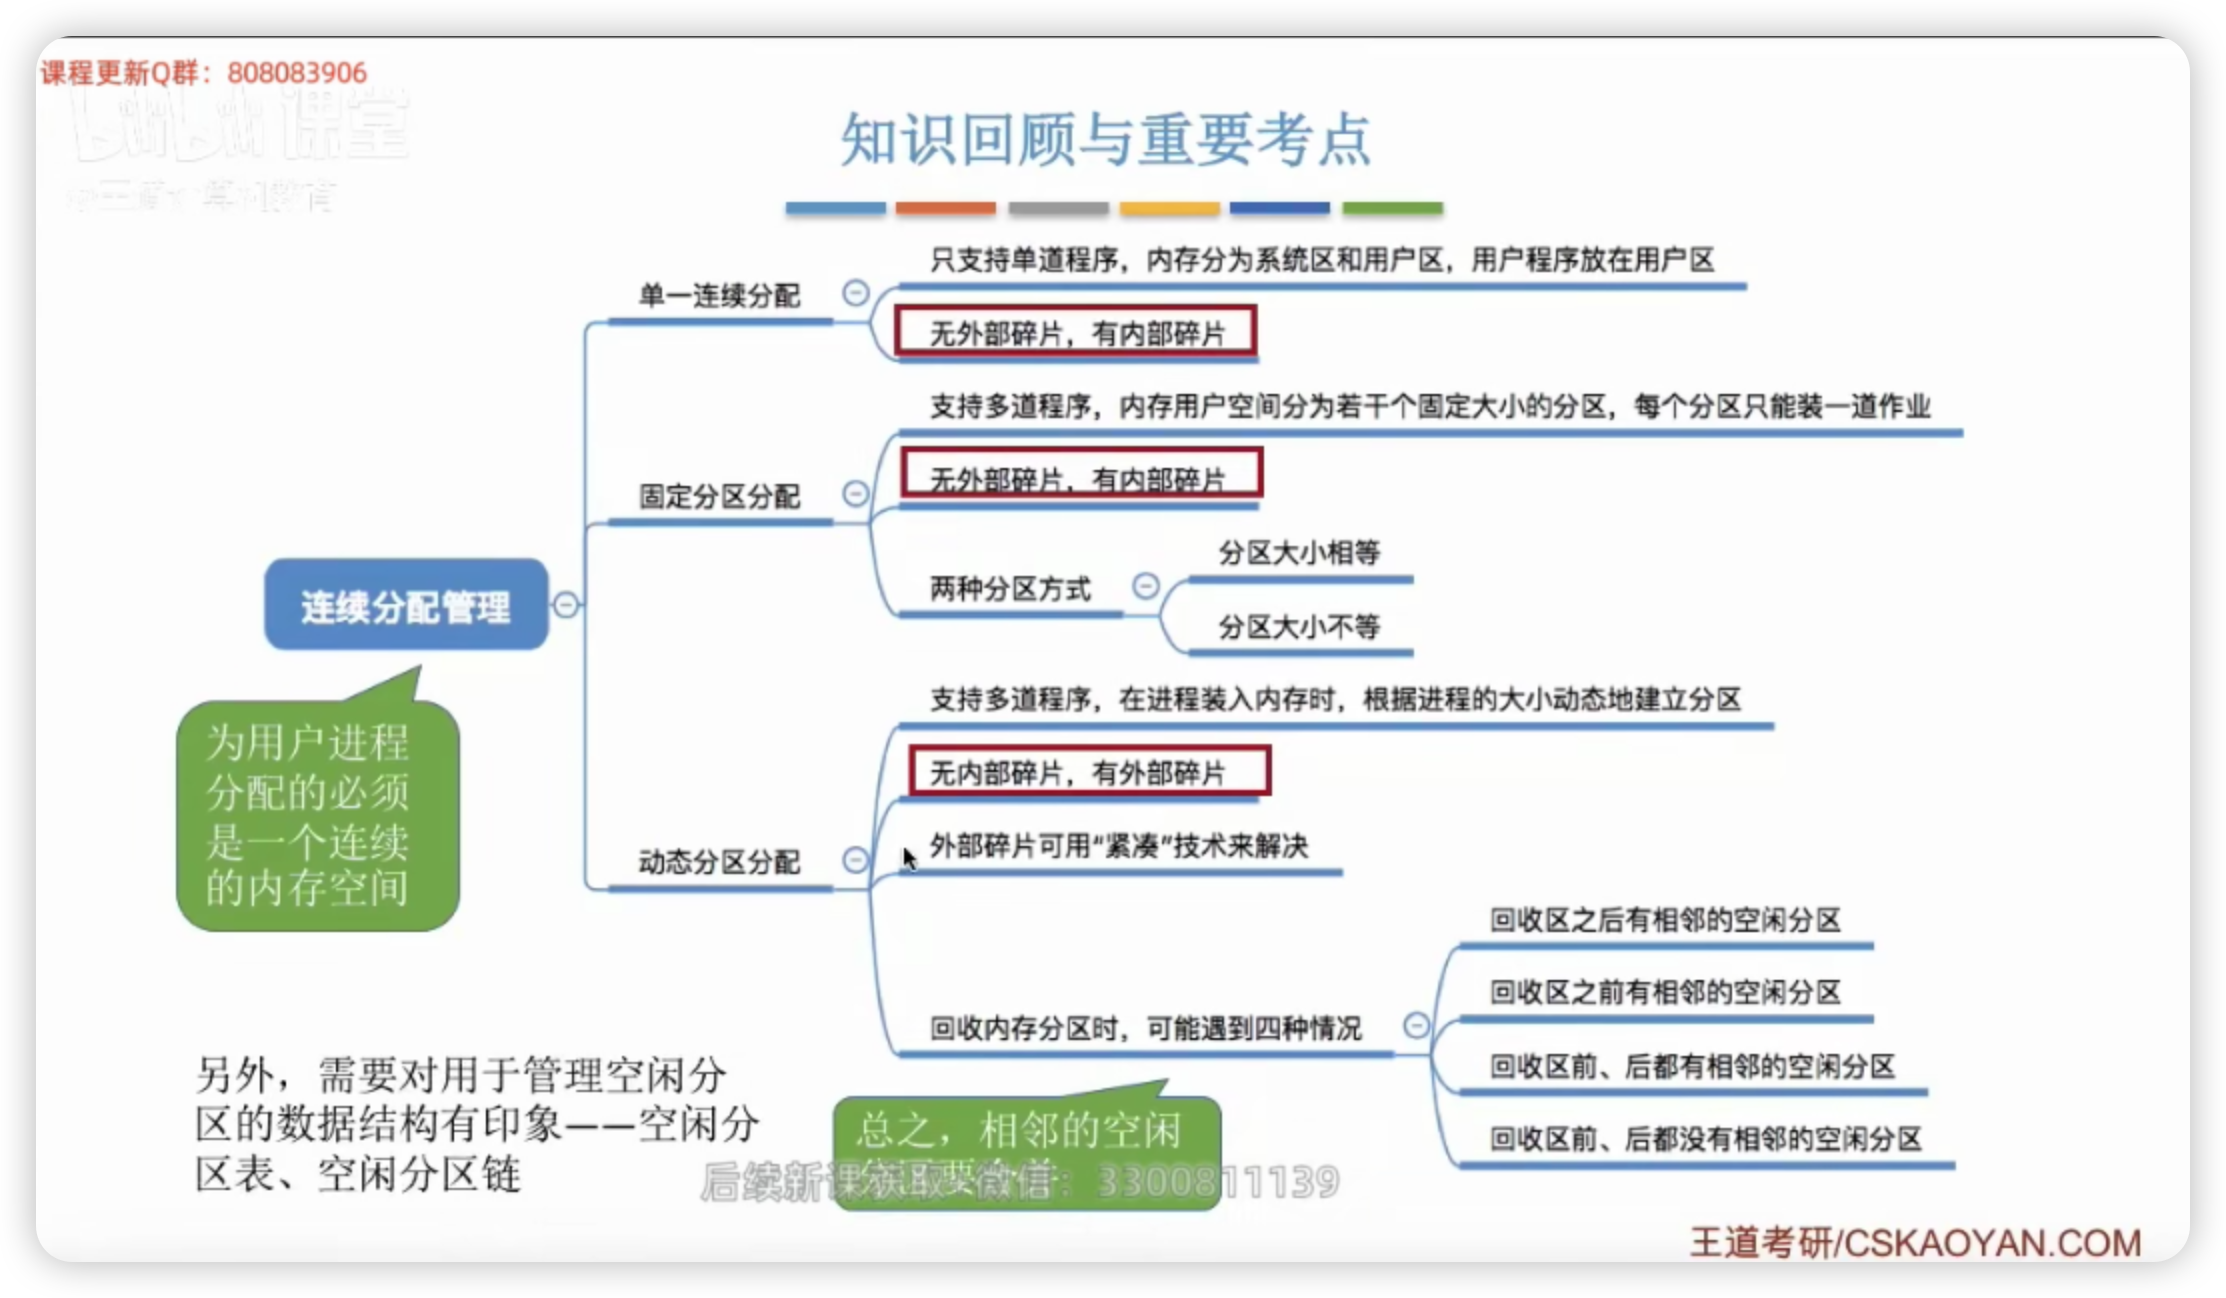 课程更新Q群：808083906
bilibili课堂
知识回顾与重要考点
只支持单道程序，内存分为系统区和用户区，用户程序放在用户区
单一连续分配
无外部碎片，有内部碎片
支持多道程序，内存用户空间分为若干个固定大小的分区，每个分区只能装一道作业
固定分区分配
无外部碎片，有内部碎片
两种分区方式
分区大小相等
分区大小不等
连续分配管理
为用户进程
分配的必须
是一个连续
的内存空间
支持多道程序，在进程装入内存时，根据进程的大小动态地建立分区
无内部碎片，有外部碎片
动态分区分配
外部碎片可用“紧凑”技术来解决
回收内存分区时，可能遇到四种情况
回收区之后有相邻的空闲分区
回收区之前有相邻的空闲分区
回收区前、后都有相邻的空闲分区
回收区前、后都没有相邻的空闲分区
另外，需要对用于管理空闲分
区的数据结构有印象——空闲分
区表、空闲分区链
总之，相邻的空闲
后续新课获取 微信：3300811139
王道考研/CSKAOYAN.COM